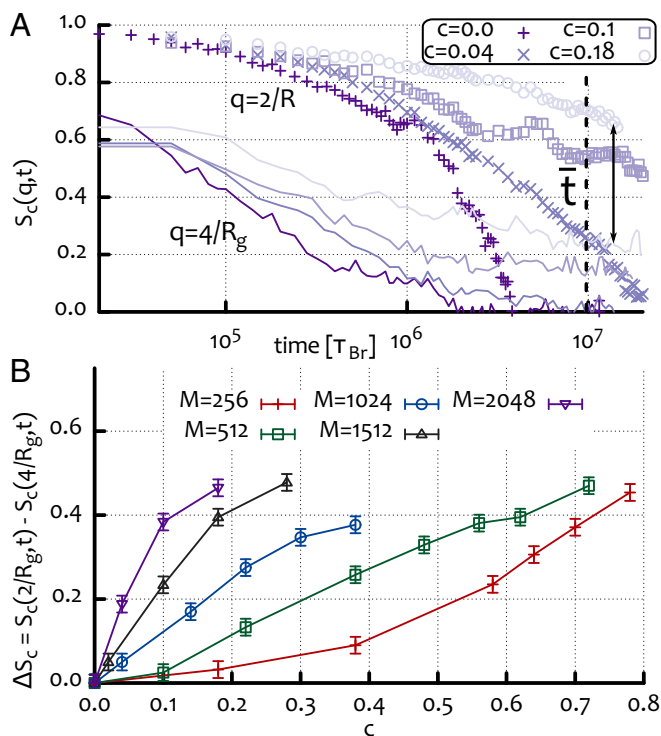 A
c=0.0 c=0.1
c=0.04 c=0.18
1.0
0.8
0.6
0.4
0.2
0.0
S_c(q,t)
q=2/R
q=4/R_g
t̄
10^5 10^6 10^7
time [τ_Br]
B
M=256 M=1024 M=2048
M=512 M=1512
0.6
0.4
0.2
0.0
ΔS_c = S_c(2/R_g,t) - S_c(4/R_g,t)
0.0 0.1 0.2 0.3 0.4 0.5 0.6 0.7 0.8
c